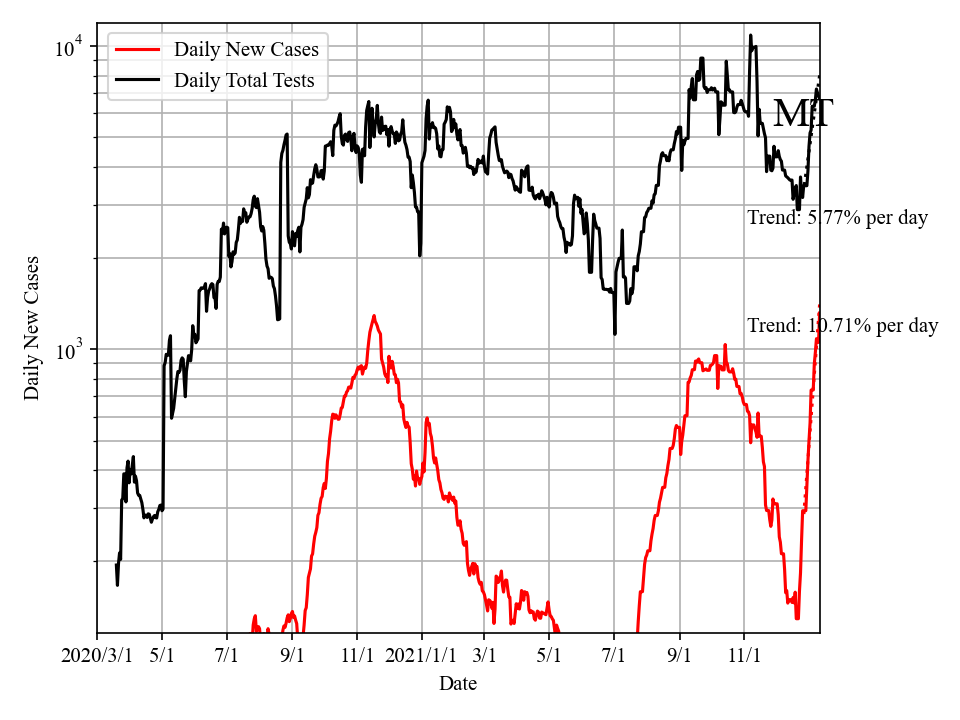 Daily New Cases
Daily Total Tests
MT
Trend: 5.77% per day
Trend: 10.71% per day
10^4
10^3
Daily New Cases
2020/3/1 5/1 7/1 9/1 11/1 2021/1/1 3/1 5/1 7/1 9/1 11/1
Date